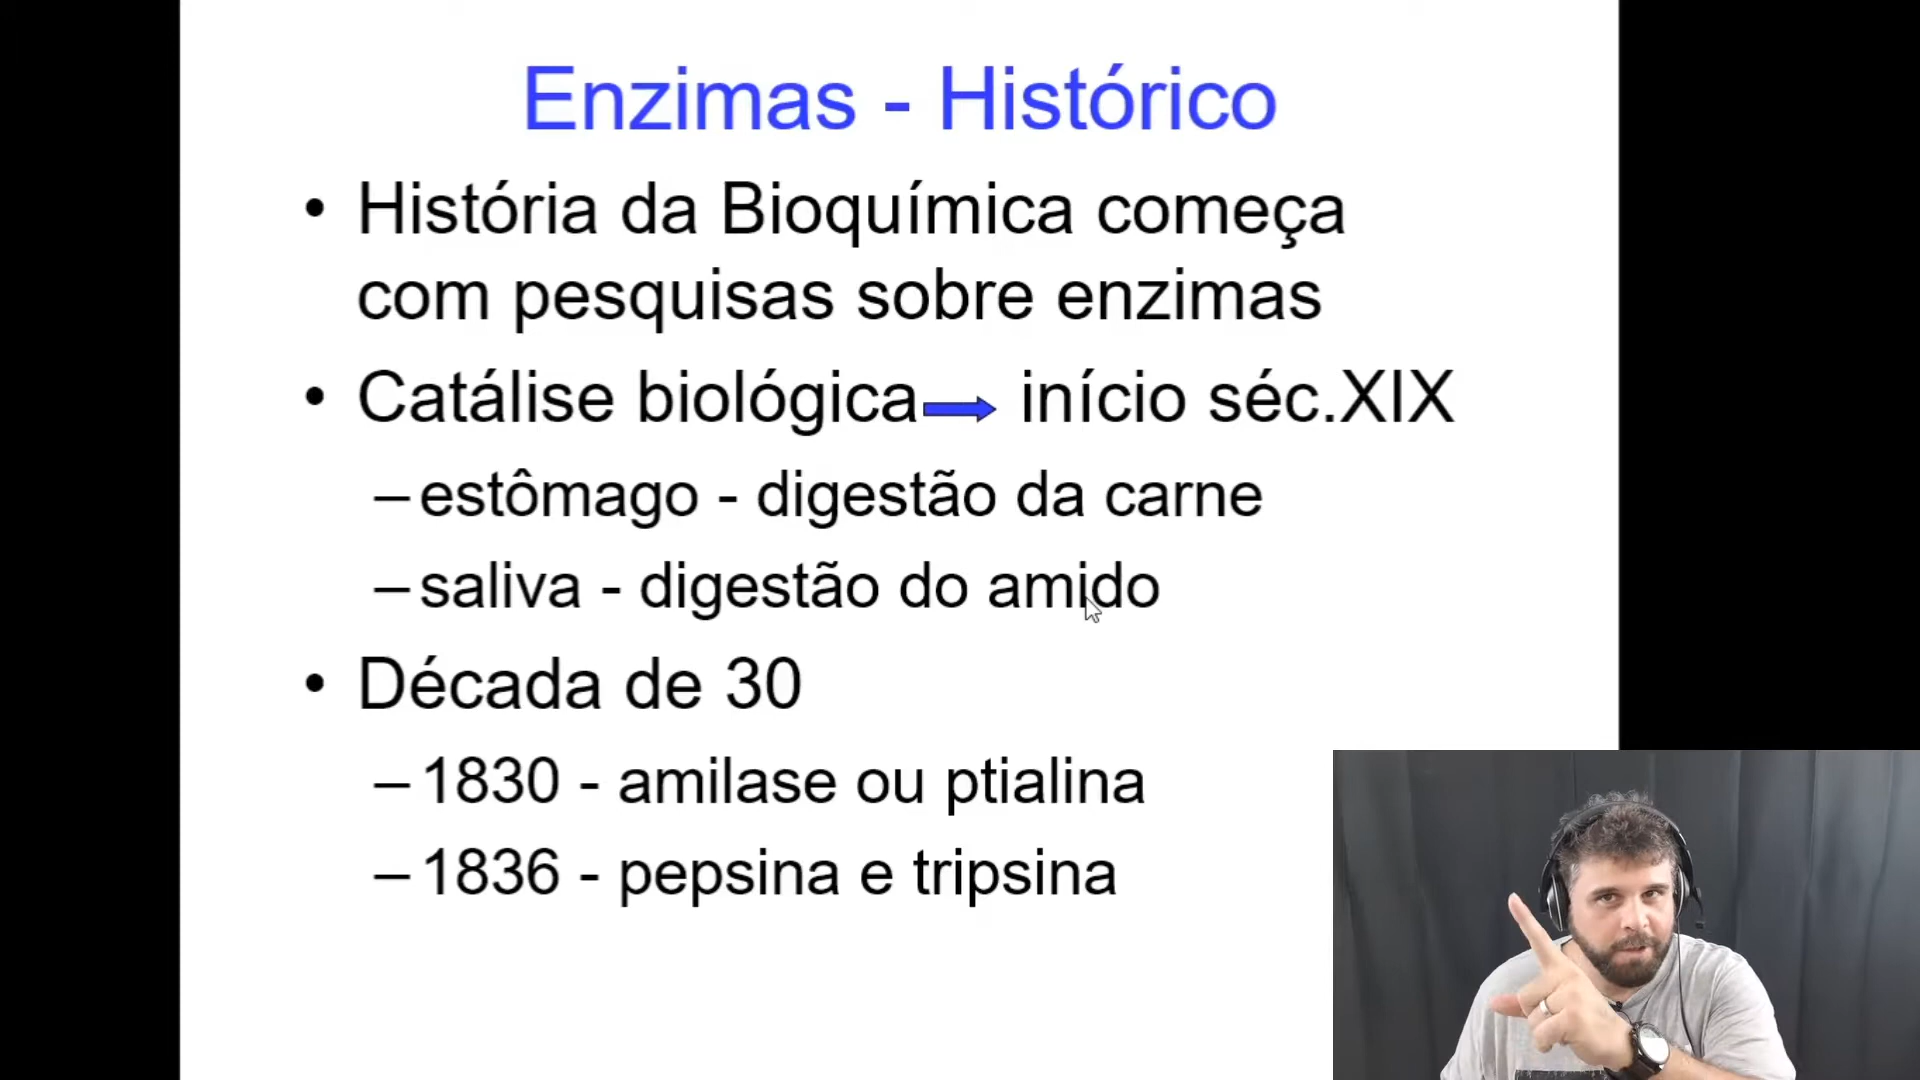 Enzimas - Histórico
• História da Bioquímica começa
com pesquisas sobre enzimas
• Catálise biológica → início séc.XIX
– estômago - digestão da carne
– saliva - digestão do amido
• Década de 30
– 1830 - amilase ou ptialina
– 1836 - pepsina e tripsina